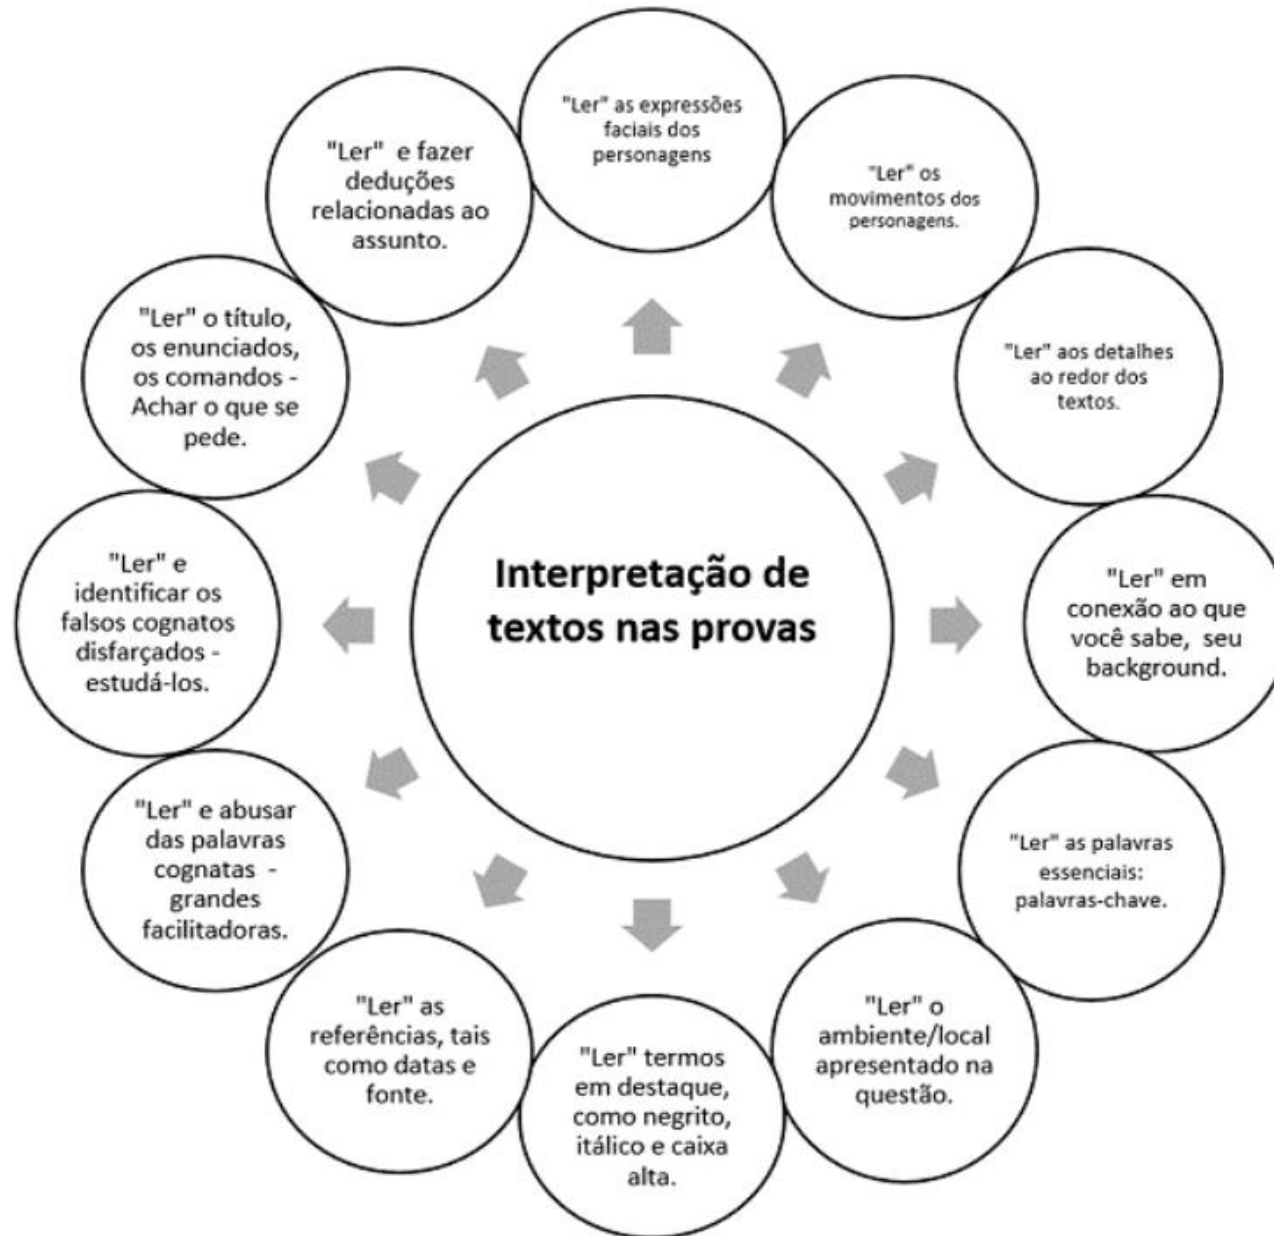 Interpretação de
textos nas provas
"Ler" as expressões
faciais dos
personagens
"Ler" os
movimentos dos
personagens.
"Ler" aos detalhes
ao redor dos
textos.
"Ler" em
conexão ao que
você sabe, seu
background.
"Ler" as palavras
essenciais:
palavras-chave.
"Ler" o
ambiente/local
apresentado na
questão.
"Ler" termos
em destaque,
como negrito,
itálico e caixa
alta.
"Ler" as
referências, tais
como datas e
fonte.
"Ler" e abusar
das palavras
cognatas -
grandes
facilitadoras.
"Ler" e
identificar os
falsos cognatos
disfarçados -
estudá-los.
"Ler" o título,
os enunciados,
os comandos -
Achar o que se
pede.
"Ler" e fazer
deduções
relacionadas ao
assunto.